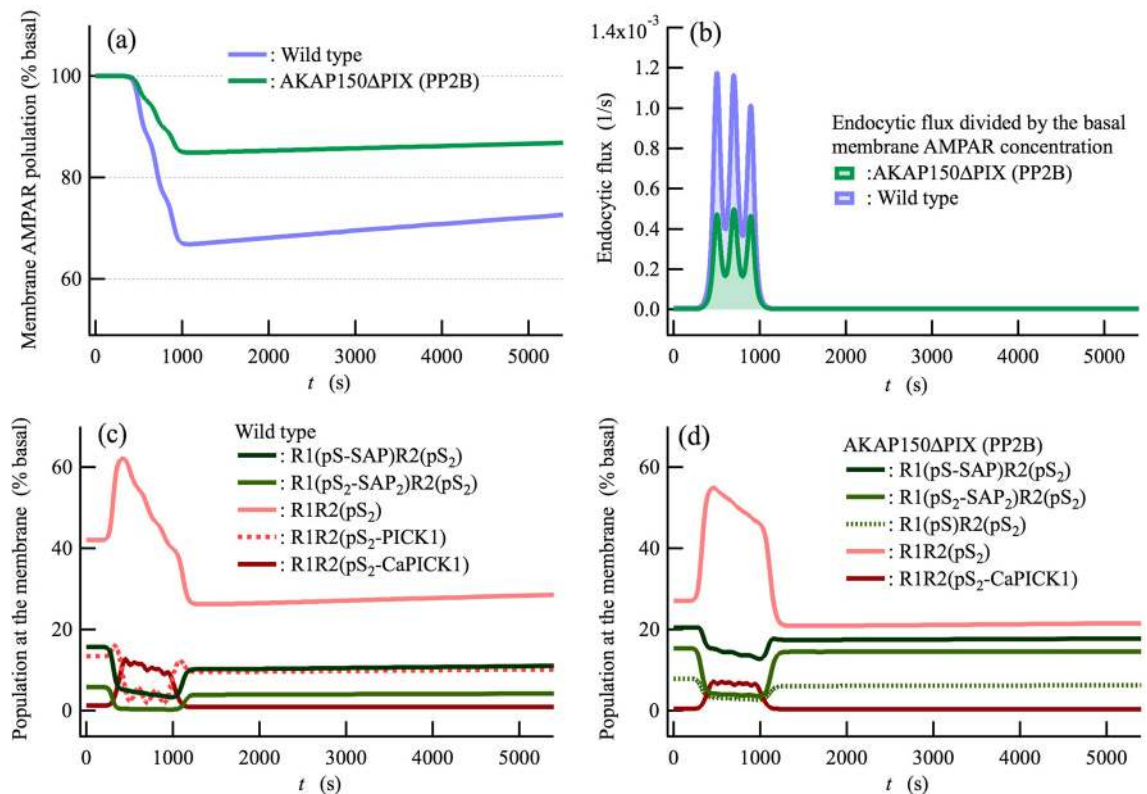 (a)
: Wild type
: AKAP150ΔPIX (PP2B)
Membrane AMPAR polulation (% basal)
100
80
60
0 1000 2000 3000 4000 5000
t (s)
(b)
1.4x10⁻³
1.2
1.0
0.8
0.6
0.4
0.2
0.0
Endocytic flux (1/s)
Endocytic flux divided by the basal
membrane AMPAR concentration
:AKAP150ΔPIX (PP2B)
: Wild type
0 1000 2000 3000 4000 5000
t (s)
(c)
Wild type
: R1(pS-SAP)R2(pS₂)
: R1(pS₂-SAP₂)R2(pS₂)
: R1R2(pS₂)
: R1R2(pS₂-PICK1)
: R1R2(pS₂-CaPICK1)
Population at the membrane (% basal)
60
40
20
0
0 1000 2000 3000 4000 5000
t (s)
(d)
AKAP150ΔPIX (PP2B)
: R1(pS-SAP)R2(pS₂)
: R1(pS₂-SAP₂)R2(pS₂)
: R1(pS)R2(pS₂)
: R1R2(pS₂)
: R1R2(pS₂-CaPICK1)
Population at the membrane (% basal)
60
40
20
0
0 1000 2000 3000 4000 5000
t (s)